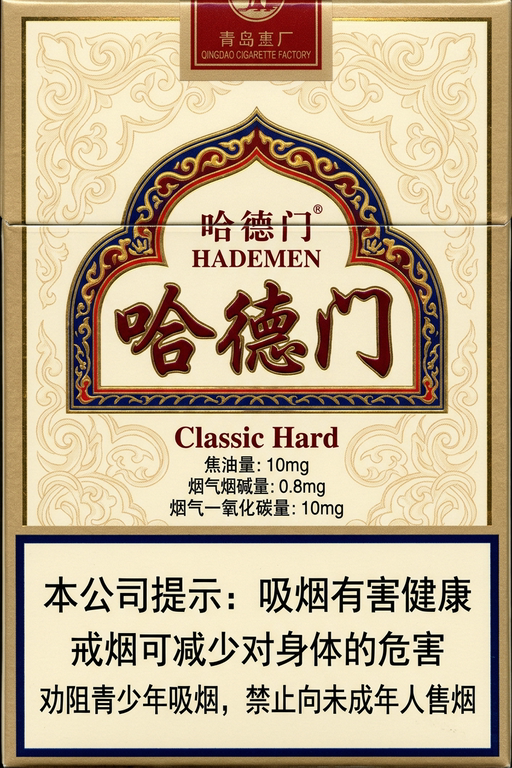 青岛烟厂
QINGDAO CIGARETTE FACTORY
哈德门®
HADEMEN
哈德门
Classic Hard
焦油量: 10mg
烟气烟碱量: 0.8mg
烟气一氧化碳量: 10mg
本公司提示：吸烟有害健康
戒烟可减少对身体的危害
劝阻青少年吸烟，禁止向未成年人售烟